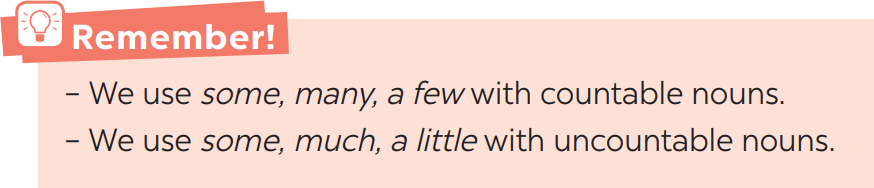 Remember!
– We use some, many, a few with countable nouns.
– We use some, much, a little with uncountable nouns.